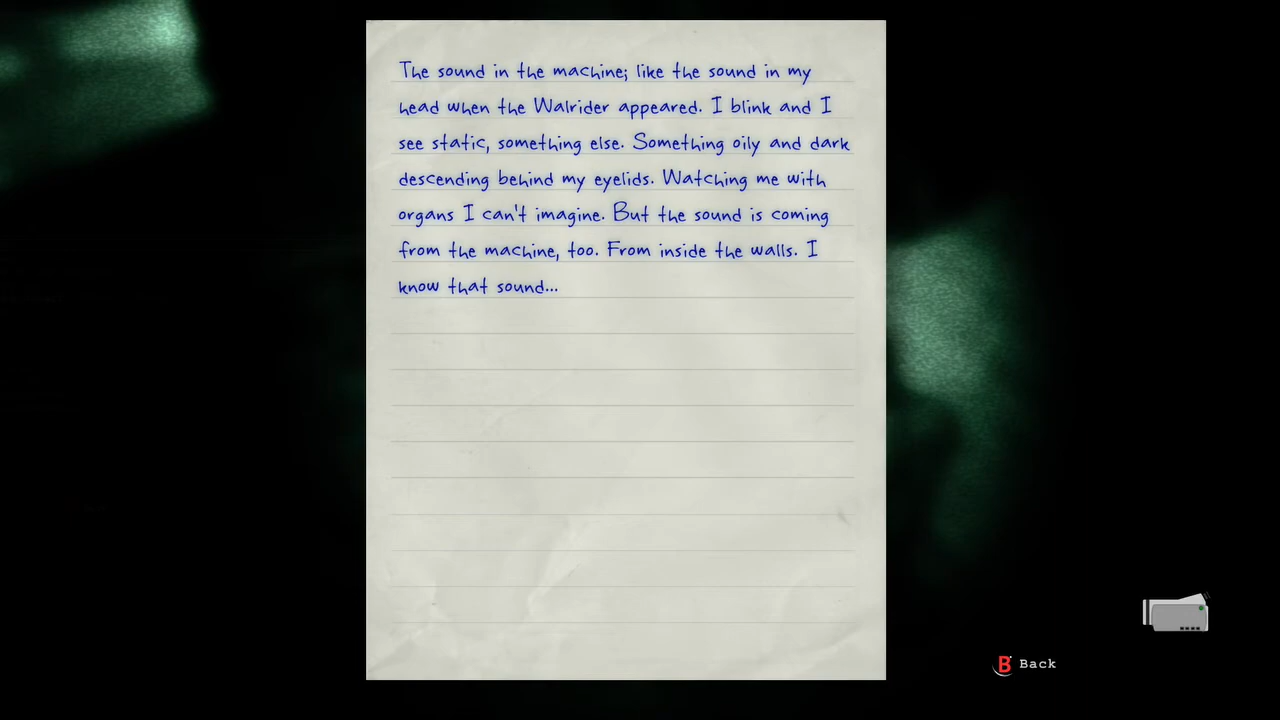 The sound in the machine; like the sound in my
head when the Walrider appeared. I blink and I
see static, something else. Something oily and dark
descending behind my eyelids. Watching me with
organs I can't imagine. But the sound is coming
from the machine, too. From inside the walls. I
know that sound...
B Back